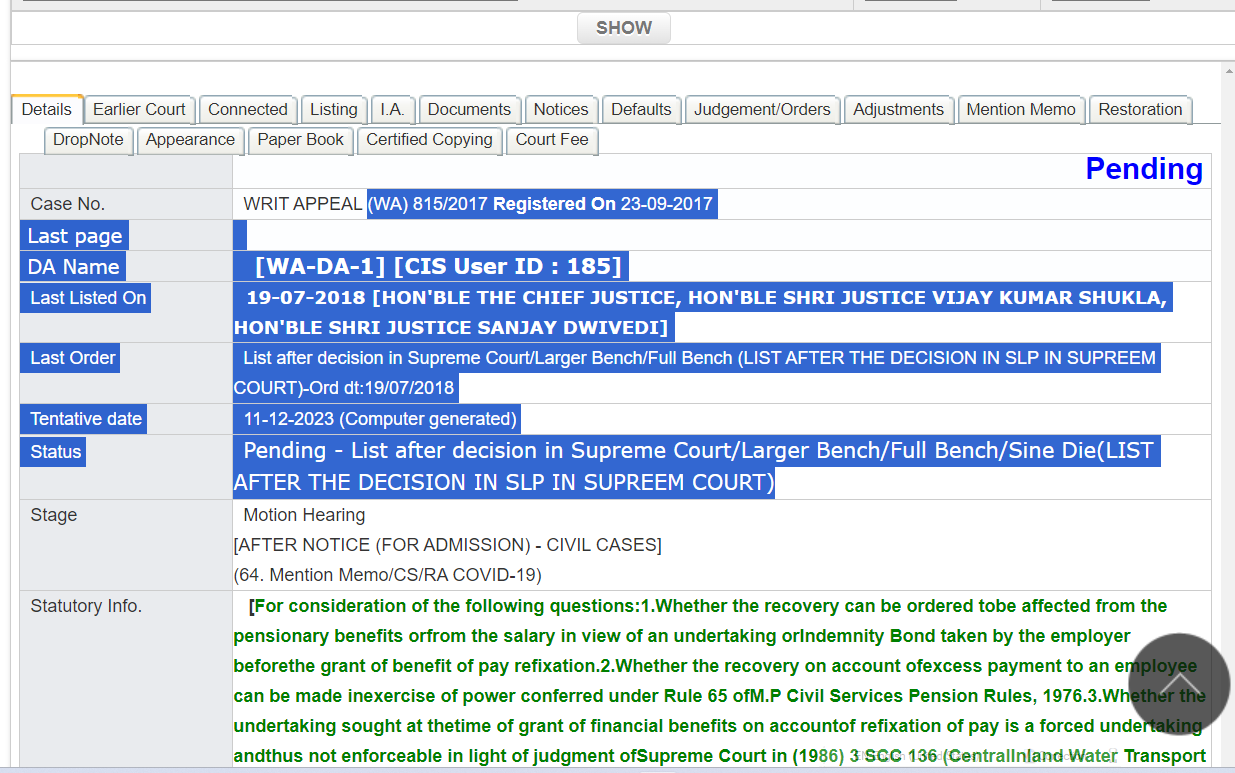 SHOW
Details Earlier Court Connected Listing I.A. Documents Notices Defaults Judgement/Orders Adjustments Mention Memo Restoration
DropNote Appearance Paper Book Certified Copying Court Fee
Pending
Case No. WRIT APPEAL (WA) 815/2017 Registered On 23-09-2017
Last page
DA Name [WA-DA-1] [CIS User ID : 185]
Last Listed On 19-07-2018 [HON'BLE THE CHIEF JUSTICE, HON'BLE SHRI JUSTICE VIJAY KUMAR SHUKLA,
HON'BLE SHRI JUSTICE SANJAY DWIVEDI]
Last Order List after decision in Supreme Court/Larger Bench/Full Bench (LIST AFTER THE DECISION IN SLP IN SUPREEM
COURT)-Ord dt:19/07/2018
Tentative date 11-12-2023 (Computer generated)
Status Pending - List after decision in Supreme Court/Larger Bench/Full Bench/Sine Die(LIST
AFTER THE DECISION IN SLP IN SUPREEM COURT)
Stage Motion Hearing
[AFTER NOTICE (FOR ADMISSION) - CIVIL CASES]
(64. Mention Memo/CS/RA COVID-19)
Statutory Info. [For consideration of the following questions:1.Whether the recovery can be ordered tobe affected from the
pensionary benefits orfrom the salary in view of an undertaking orIndemnity Bond taken by the employer
beforethe grant of benefit of pay refixation.2.Whether the recovery on account ofexcess payment to an employee
can be made inexercise of power conferred under Rule 65 ofM.P Civil Services Pension Rules, 1976.3.Whether the
undertaking sought at thetime of grant of financial benefits on accountof refixation of pay is a forced undertaking
andthus not enforceable in light of judgment ofSupreme Court in (1986) 3 SCC 136 (CentralInland Water Transport